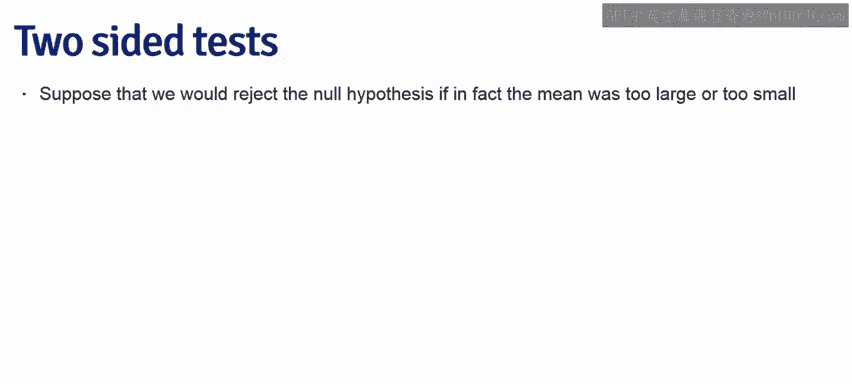 Two sided tests
· Suppose that we would reject the null hypothesis if in fact the mean was too large or too small